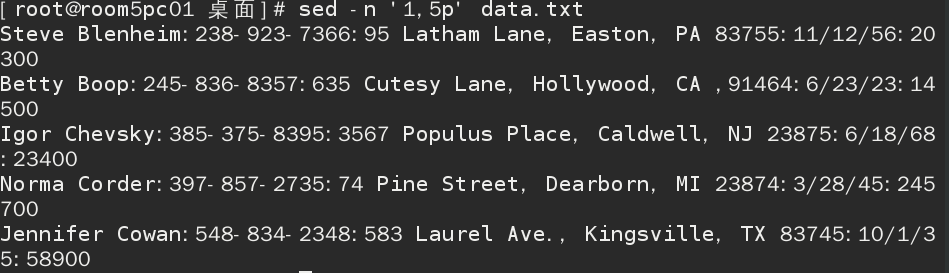 [root@room5pc01 桌面]# sed -n '1,5p' data.txt
Steve Blenheim:238-923-7366:95 Latham Lane, Easton, PA 83755:11/12/56:20
300
Betty Boop:245-836-8357:635 Cutesy Lane, Hollywood, CA ,91464:6/23/23:14
500
Igor Chevsky:385-375-8395:3567 Populus Place, Caldwell, NJ 23875:6/18/68
:23400
Norma Corder:397-857-2735:74 Pine Street, Dearborn, MI 23874:3/28/45:245
700
Jennifer Cowan:548-834-2348:583 Laurel Ave., Kingsville, TX 83745:10/1/3
5:58900